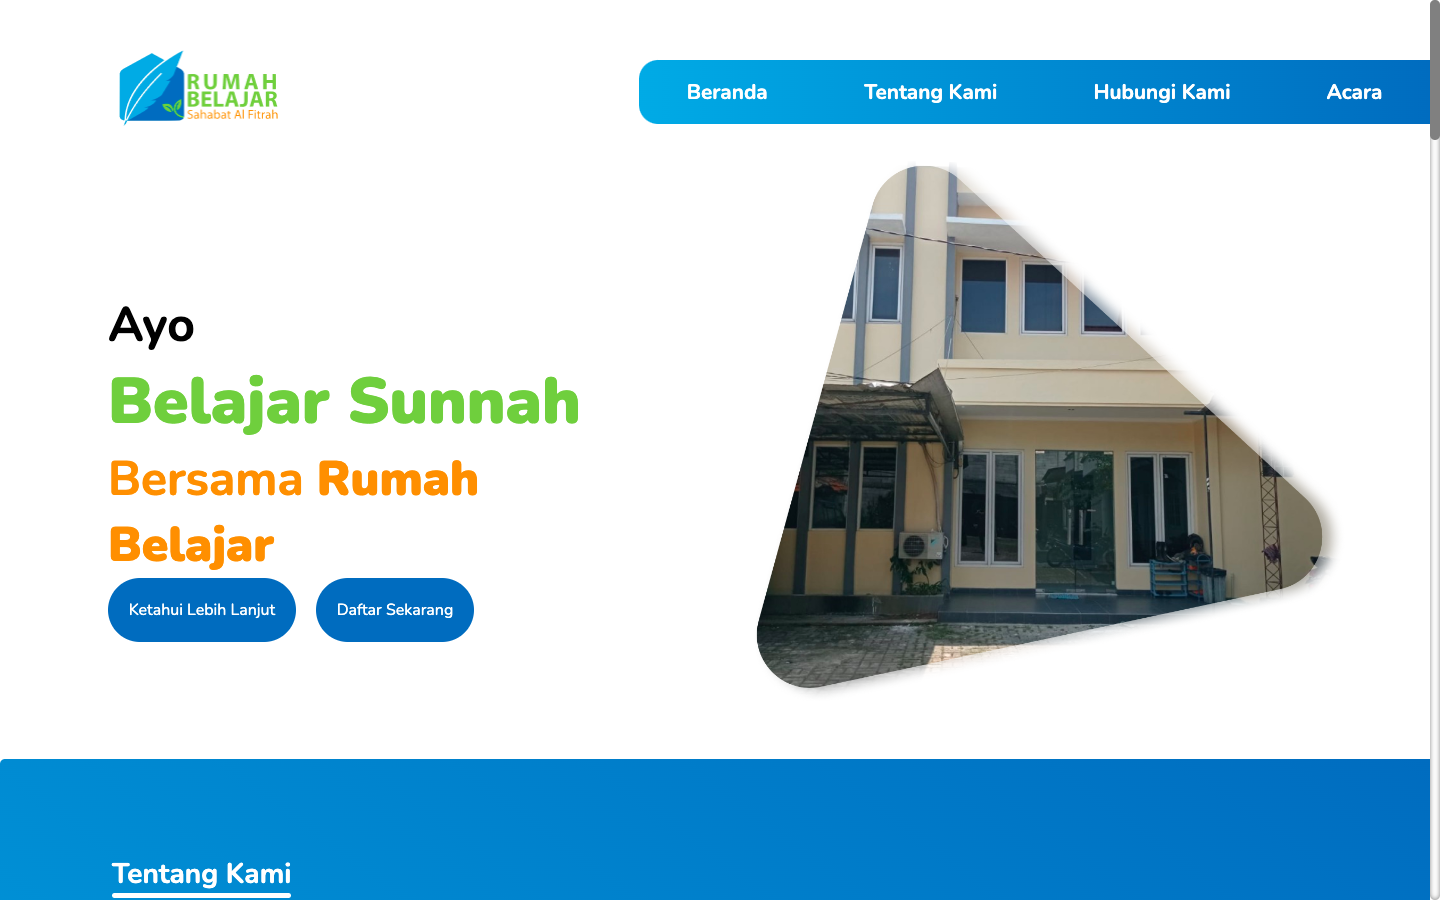 RUMAH
BELAJAR
Sahabat Al Fitrah
Beranda
Tentang Kami
Hubungi Kami
Acara
Ayo
Belajar Sunnah
Bersama Rumah
Belajar
Ketahui Lebih Lanjut
Daftar Sekarang
Tentang Kami